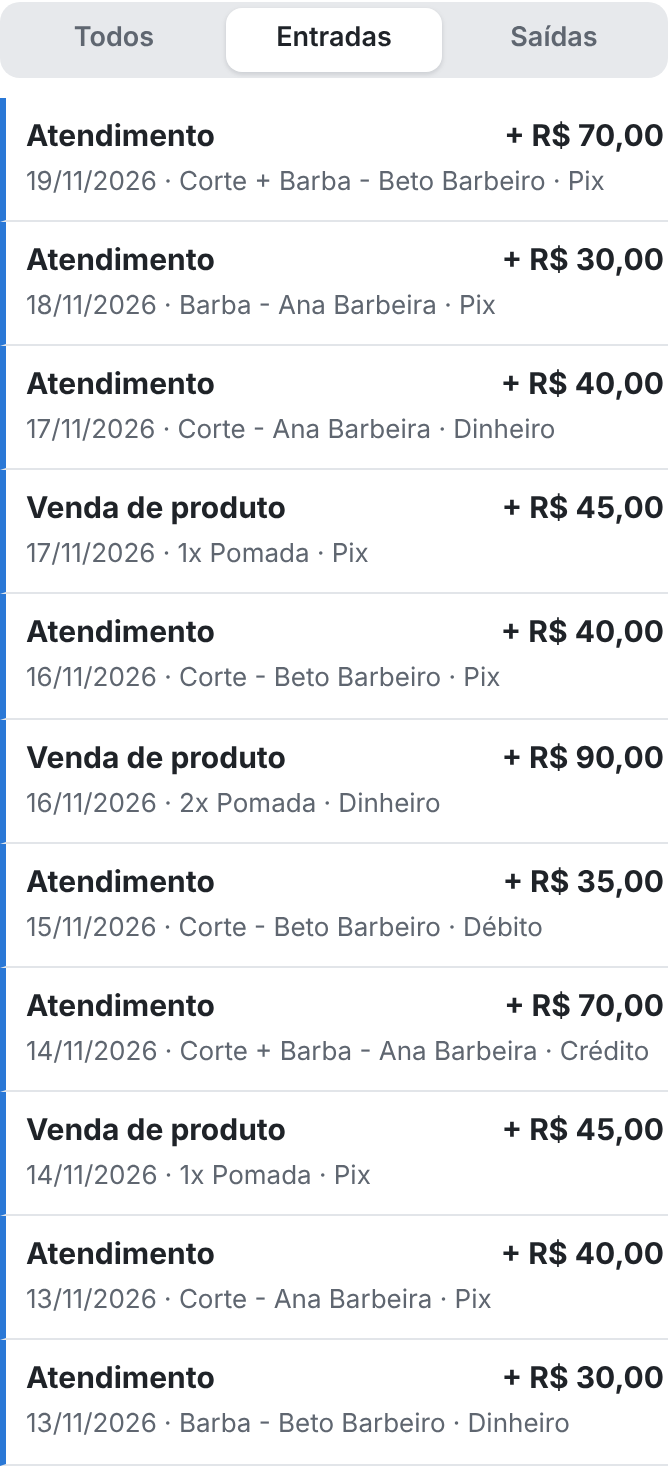 Todos Entradas Saídas
Atendimento + R$ 70,00
19/11/2026 · Corte + Barba - Beto Barbeiro · Pix
Atendimento + R$ 30,00
18/11/2026 · Barba - Ana Barbeira · Pix
Atendimento + R$ 40,00
17/11/2026 · Corte - Ana Barbeira · Dinheiro
Venda de produto + R$ 45,00
17/11/2026 · 1x Pomada · Pix
Atendimento + R$ 40,00
16/11/2026 · Corte - Beto Barbeiro · Pix
Venda de produto + R$ 90,00
16/11/2026 · 2x Pomada · Dinheiro
Atendimento + R$ 35,00
15/11/2026 · Corte - Beto Barbeiro · Débito
Atendimento + R$ 70,00
14/11/2026 · Corte + Barba - Ana Barbeira · Crédito
Venda de produto + R$ 45,00
14/11/2026 · 1x Pomada · Pix
Atendimento + R$ 40,00
13/11/2026 · Corte - Ana Barbeira · Pix
Atendimento + R$ 30,00
13/11/2026 · Barba - Beto Barbeiro · Dinheiro